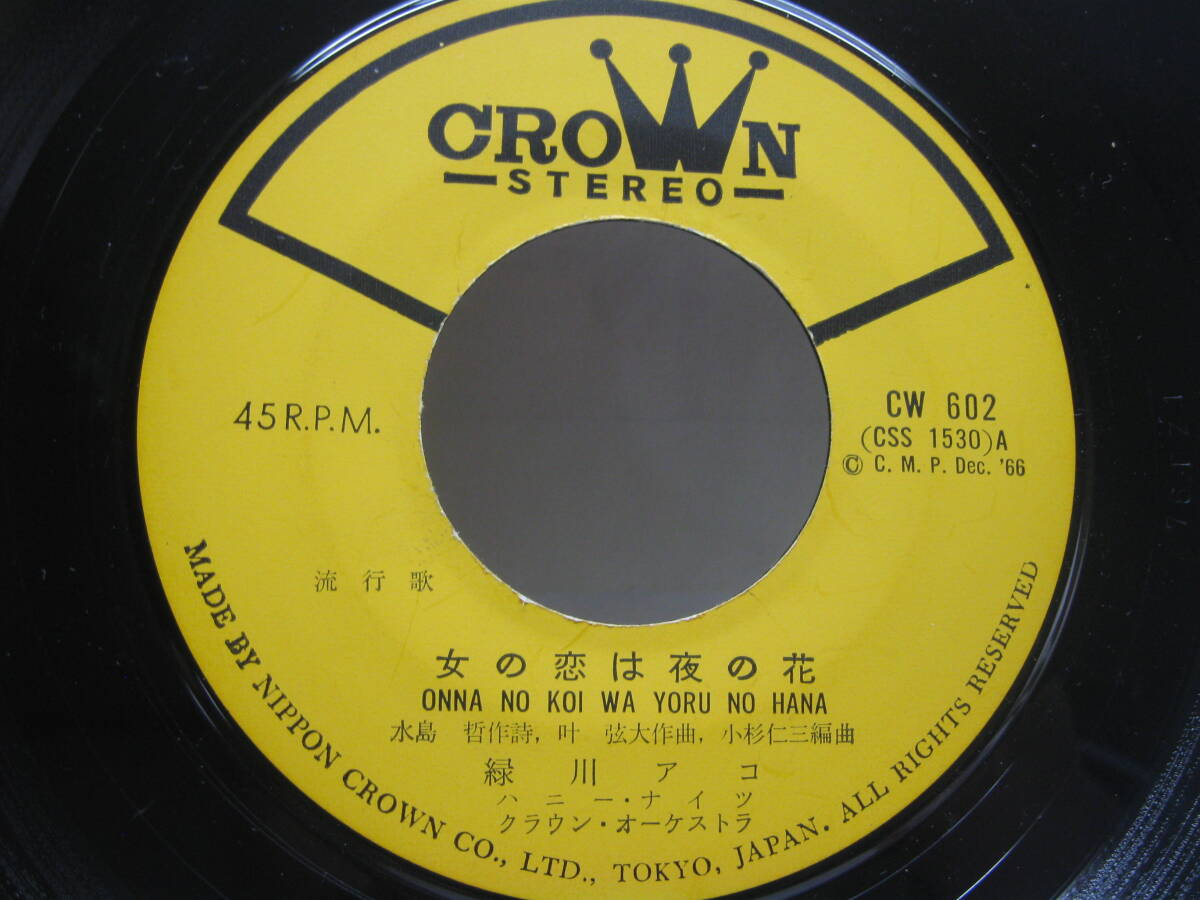 CROWN
STEREO
45 R.P.M.
CW 602
(CSS 1530)A
© C. M. P. Dec. '66
流行歌
女の恋は夜の花
ONNA NO KOI WA YORU NO HANA
水島 哲作詩, 叶 弦大作曲, 小杉仁三編曲
緑川アコ
ハニー・ナイツ
クラウン・オーケストラ
MADE BY NIPPON CROWN CO., LTD., TOKYO, JAPAN. ALL RIGHTS RESERVED